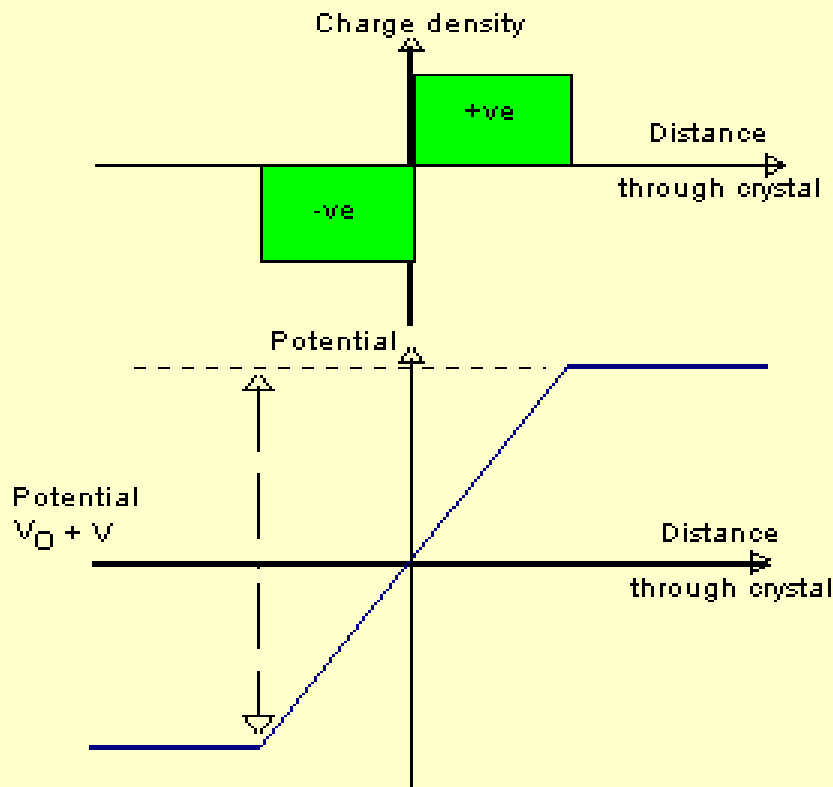 Charge density
+ve
Distance
through crystal
-ve
Potential
Potential
VO + V
Distance
through crystal